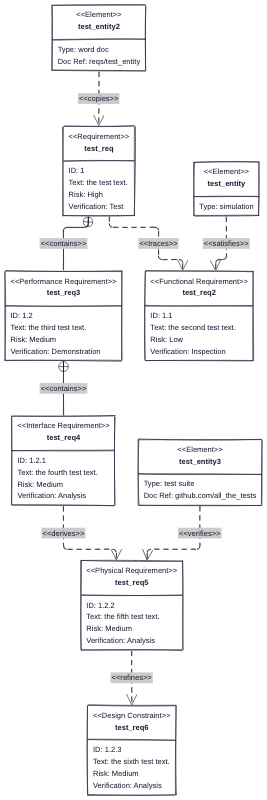 <<Element>>
test_entity2
Type: word doc
Doc Ref: reqs/test_entity
<<copies>>
<<Requirement>>
test_req
ID: 1
Text: the test text.
Risk: High
Verification: Test
<<Element>>
test_entity
Type: simulation
<<contains>>
<<traces>>
<<satisfies>>
<<Performance Requirement>>
test_req3
ID: 1.2
Text: the third test text.
Risk: Medium
Verification: Demonstration
<<Functional Requirement>>
test_req2
ID: 1.1
Text: the second test text.
Risk: Low
Verification: Inspection
<<contains>>
<<Interface Requirement>>
test_req4
ID: 1.2.1
Text: the fourth test text.
Risk: Medium
Verification: Analysis
<<Element>>
test_entity3
Type: test suite
Doc Ref: github.com/all_the_tests
<<derives>>
<<verifies>>
<<Physical Requirement>>
test_req5
ID: 1.2.2
Text: the fifth test text.
Risk: Medium
Verification: Analysis
<<refines>>
<<Design Constraint>>
test_req6
ID: 1.2.3
Text: the sixth test text.
Risk: Medium
Verification: Analysis